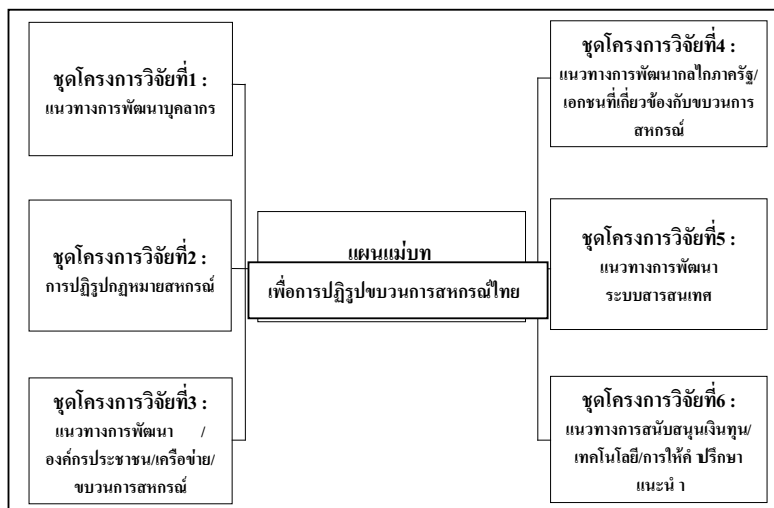 ชุดโครงการวิจัยที่1 :
แนวทางการพัฒนาบุคลากร
ชุดโครงการวิจัยที่2 :
การปฏิรูปกฎหมายสหกรณ์
ชุดโครงการวิจัยที่3 :
แนวทางการพัฒนา /
องค์กรประชาชน/เครือข่าย/
ขบวนการสหกรณ์
แผนแม่บท
เพื่อการปฏิรูปขบวนการสหกรณ์ไทย
ชุดโครงการวิจัยที่4 :
แนวทางการพัฒนากลไกภาครัฐ/
เอกชนที่เกี่ยวข้องกับขบวนการ
สหกรณ์
ชุดโครงการวิจัยที่5 :
แนวทางการพัฒนา
ระบบสารสนเทศ
ชุดโครงการวิจัยที่6 :
แนวทางการสนับสนุนเงินทุน/
เทคโนโลยี/การให้คำปรึกษา
แนะนำ